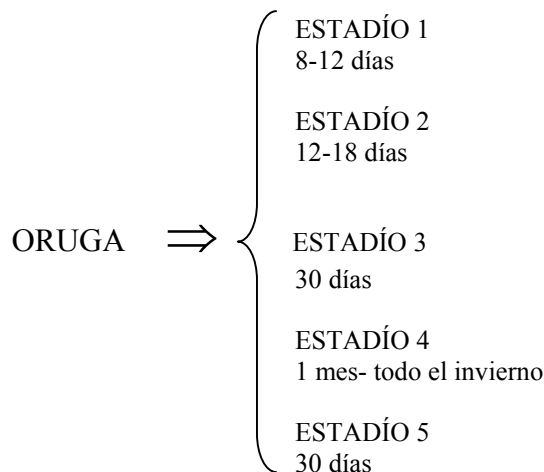 ESTADÍO 1
8-12 días
ESTADÍO 2
12-18 días
ORUGA ⇒ ESTADÍO 3
30 días
ESTADÍO 4
1 mes- todo el invierno
ESTADÍO 5
30 días